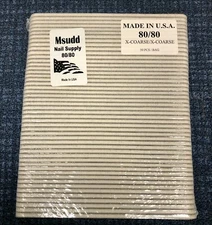 Msudd
Nail Supply
80/80
Made in USA
MADE IN U.S.A.
80/80
X-COARSE/X-COARSE